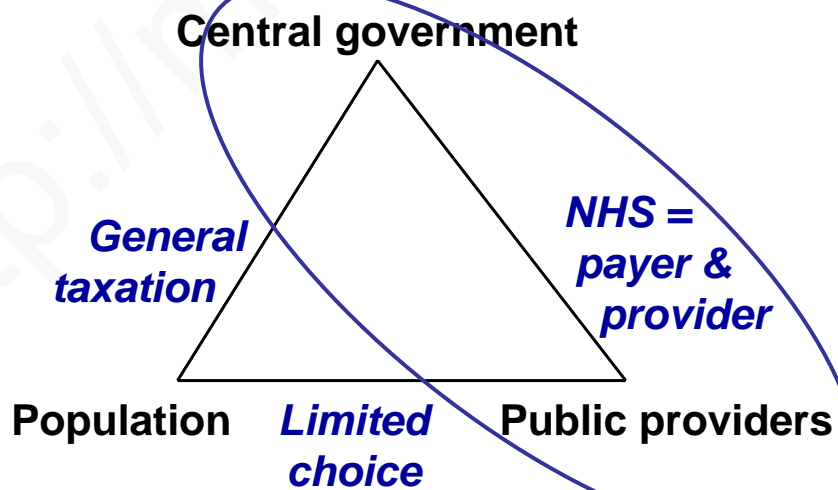 Central government
General
taxation
NHS =
payer &
provider
Population
Limited
choice
Public providers